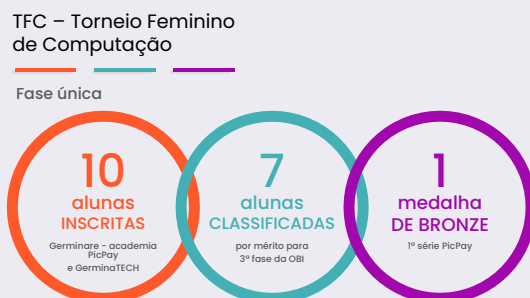 TFC – Torneio Feminino
de Computação
Fase única
10
alunas
INSCRITAS
Germinare - academia
PicPay
e GerminaTECH
7
alunas
CLASSIFICADAS
por mérito para
3ª fase da OBI
1
medalha
DE BRONZE
1ª série PicPay